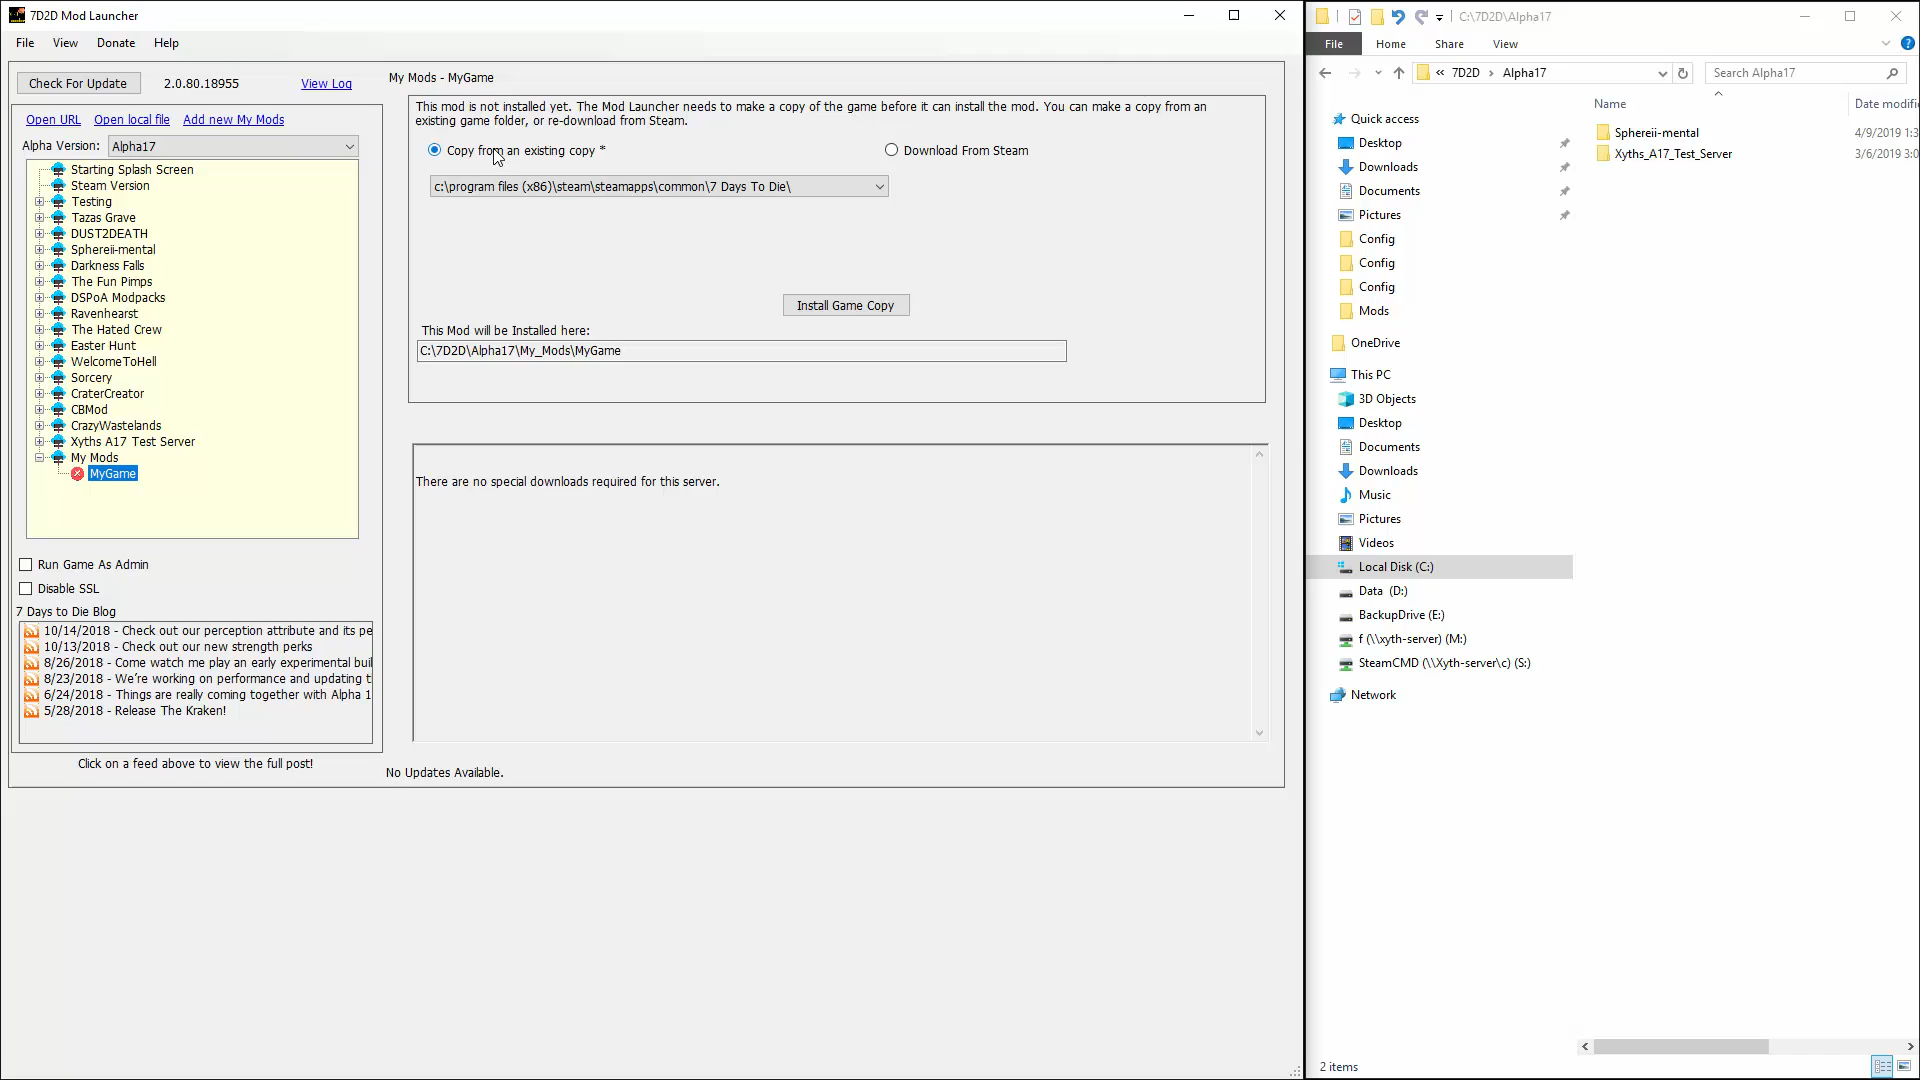 7D2D Mod Launcher
File View Donate Help
Check For Update 2.0.80.18955 View Log
Open URL Open local file Add new My Mods
Alpha Version: Alpha17
Starting Splash Screen
Steam Version
Testing
Tazas Grave
DUST2DEATH
Sphereii-mental
Darkness Falls
The Fun Pimps
DSPoA Modpacks
Ravenhearst
The Hated Crew
Easter Hunt
WelcomeToHell
Sorcery
CraterCreator
CBMod
CrazyWastelands
Xyths A17 Test Server
My Mods
MyGame
Run Game As Admin
Disable SSL
7 Days to Die Blog
10/14/2018 - Check out our perception attribute and its pe
10/13/2018 - Check out our new strength perks
8/26/2018 - Come watch me play an early experimental buil
8/23/2018 - We're working on performance and updating t
6/24/2018 - Things are really coming together with Alpha 1
5/28/2018 - Release The Kraken!
Click on a feed above to view the full post!
My Mods - MyGame
This mod is not installed yet. The Mod Launcher needs to make a copy of the game before it can install the mod. You can make a copy from an
existing game folder, or re-download from Steam.
Copy from an existing copy * Download From Steam
c:\program files (x86)\steam\steamapps\common\7 Days To Die\
Install Game Copy
This Mod will be Installed here:
C:\7D2D\Alpha17\My_Mods\MyGame
There are no special downloads required for this server.
No Updates Available.
C:\7D2D\Alpha17
File Home Share View
« 7D2D > Alpha17 Search Alpha17
Quick access
Desktop
Downloads
Documents
Pictures
Config
Config
Config
Mods
OneDrive
This PC
3D Objects
Desktop
Documents
Downloads
Music
Pictures
Videos
Local Disk (C:)
Data (D:)
BackupDrive (E:)
f (\\xyth-server) (M:)
SteamCMD (\\Xyth-server\c) (S:)
Network
Name Date modifi
Sphereii-mental 4/9/2019 1:3
Xyths_A17_Test_Server 3/6/2019 3:0
2 items